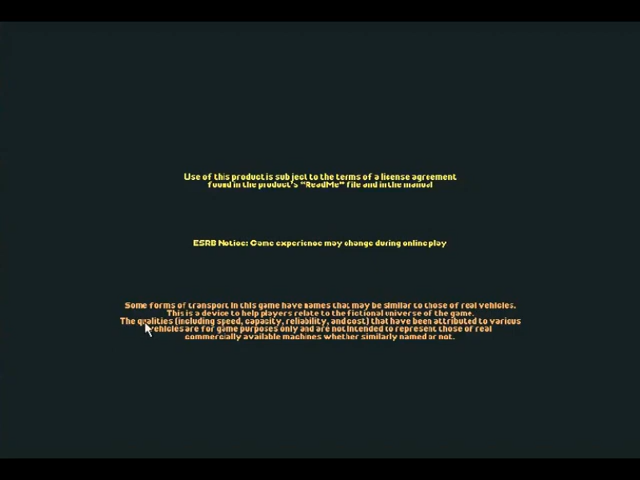 Use of this product is subject to the terms of a license agreement
found in the product's "ReadMe" file and in the manual
ESRB Notice: Game experience may change during online play
Some forms of transport in this game have names that may be similar to those of real vehicles.
This is a device to help players relate to the fictional universe of the game.
The qualities (including speed, capacity, reliability, and cost) that have been attributed to various
vehicles are for game purposes only and are not intended to represent those of real
commercially available machines whether similarly named or not.